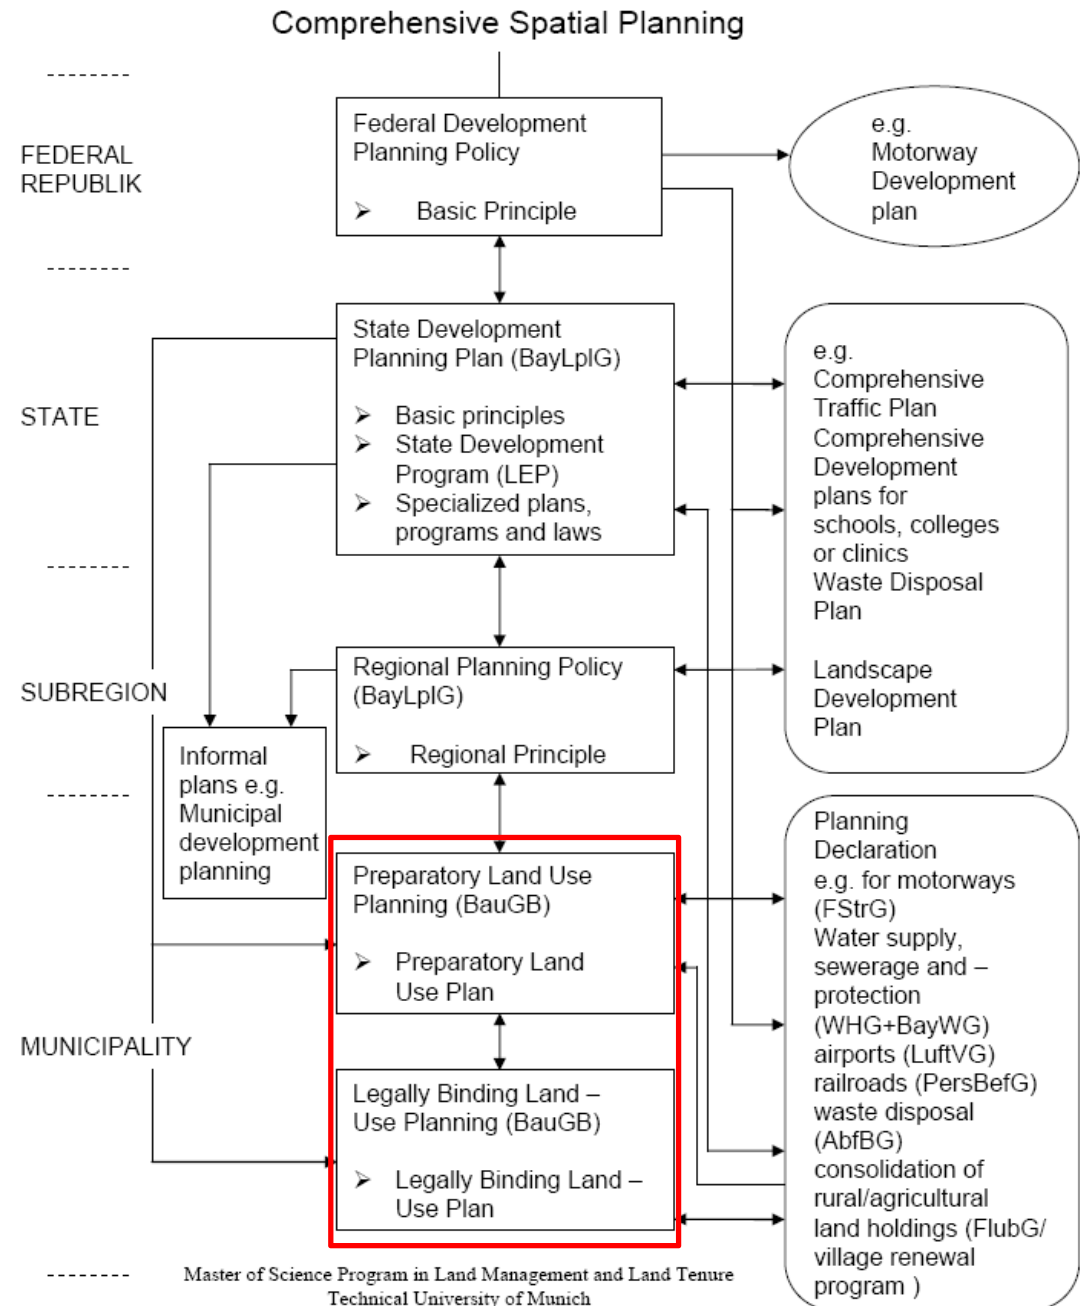 Comprehensive Spatial Planning
FEDERAL
REPUBLIK
Federal Development
Planning Policy
➢ Basic Principle
e.g.
Motorway
Development
plan
STATE
State Development
Planning Plan (BayLplG)
➢ Basic principles
➢ State Development
Program (LEP)
➢ Specialized plans,
programs and laws
e.g.
Comprehensive
Traffic Plan
Comprehensive
Development
plans for
schools, colleges
or clinics
Waste Disposal
Plan
Landscape
Development
Plan
SUBREGION
Regional Planning Policy
(BayLplG)
➢ Regional Principle
Informal
plans e.g.
Municipal
development
planning
MUNICIPALITY
Preparatory Land Use
Planning (BauGB)
➢ Preparatory Land
Use Plan
Legally Binding Land –
Use Planning (BauGB)
➢ Legally Binding Land –
Use Plan
Planning
Declaration
e.g. for motorways
(FStrG)
Water supply,
sewerage and –
protection
(WHG+BayWG)
airports (LuftVG)
railroads (PersBefG)
waste disposal
(AbfBG)
consolidation of
rural/agricultural
land holdings (FlubG/
village renewal
program )
Master of Science Program in Land Management and Land Tenure
Technical University of Munich